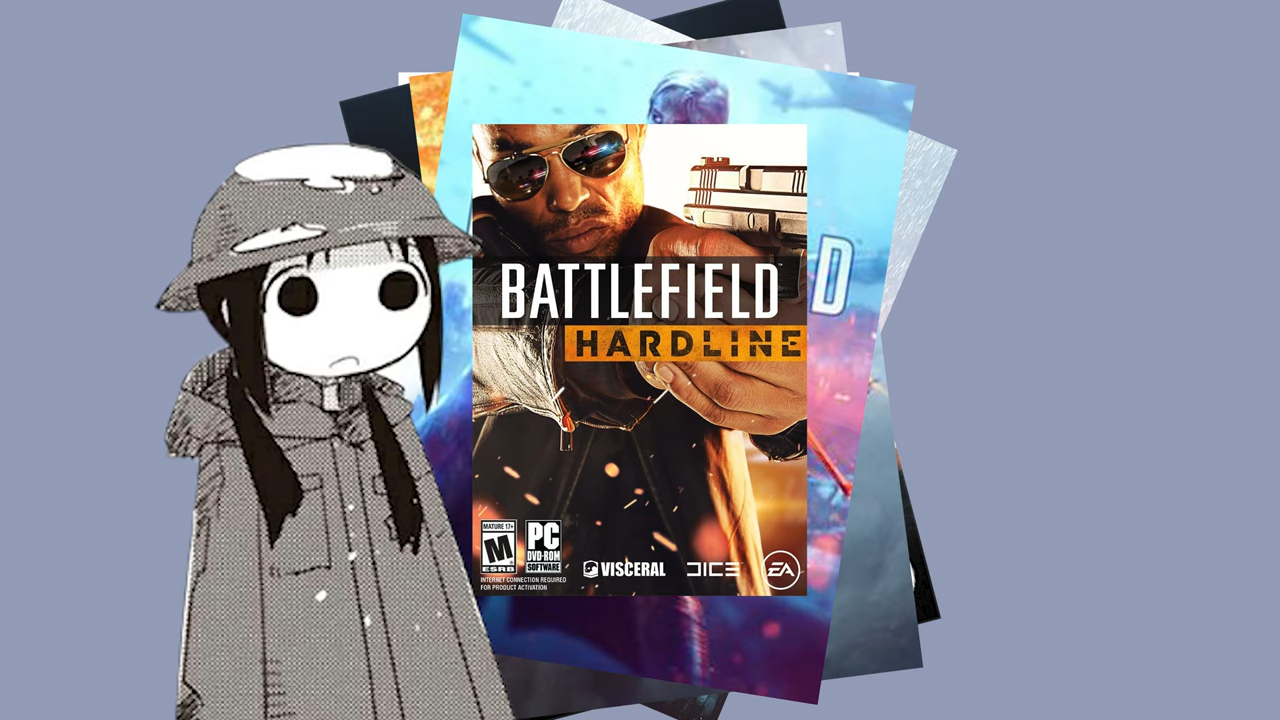 D
BATTLEFIELD
HARDLINE
MATURE 17+
M
ESRB
PC
DVD-ROM
SOFTWARE
VISCERAL
DICE
EA
INTERNET CONNECTION REQUIRED
FOR PRODUCT ACTIVATION